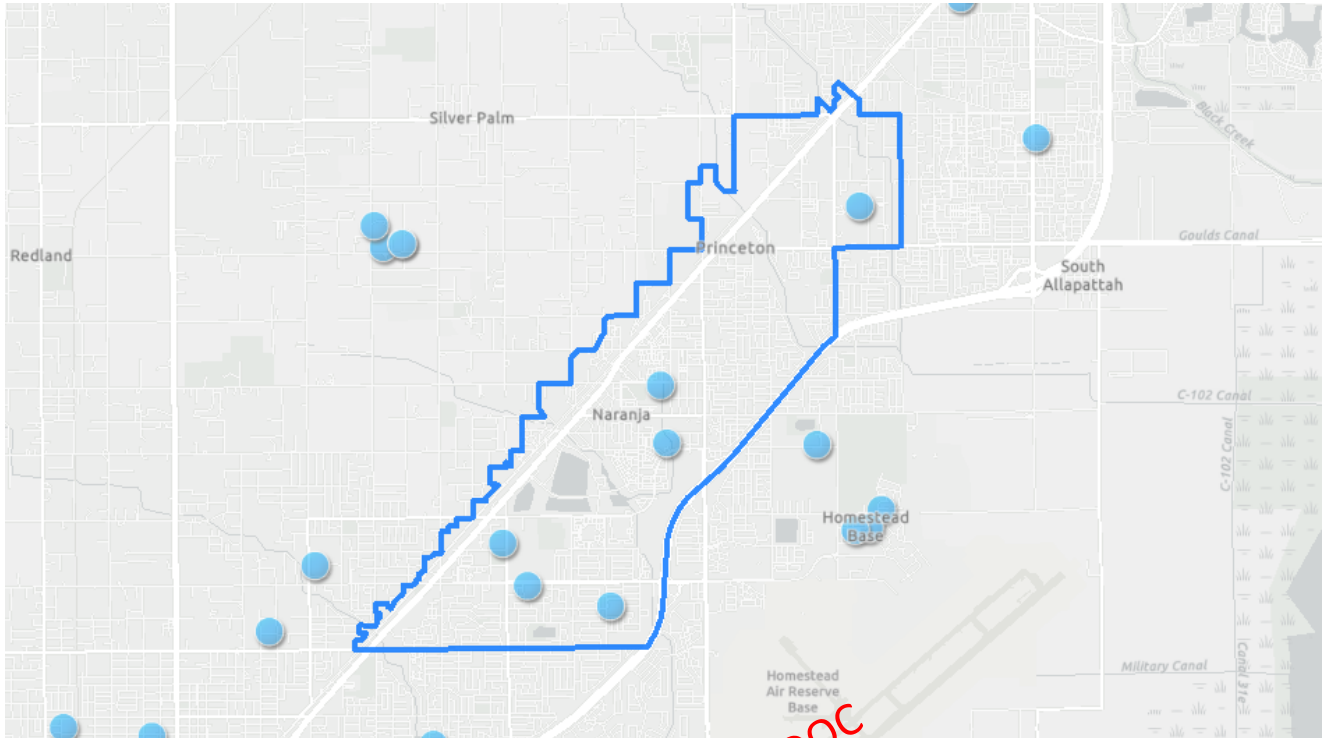 Silver Palm
Black Creek
Redland
Princeton
Goulds Canal
South
Allapattah
C-102 Canal
Naranja
C-102 Canal
Homestead
Base
Military Canal
Canal 31e
Homestead
Air Reserve
Base